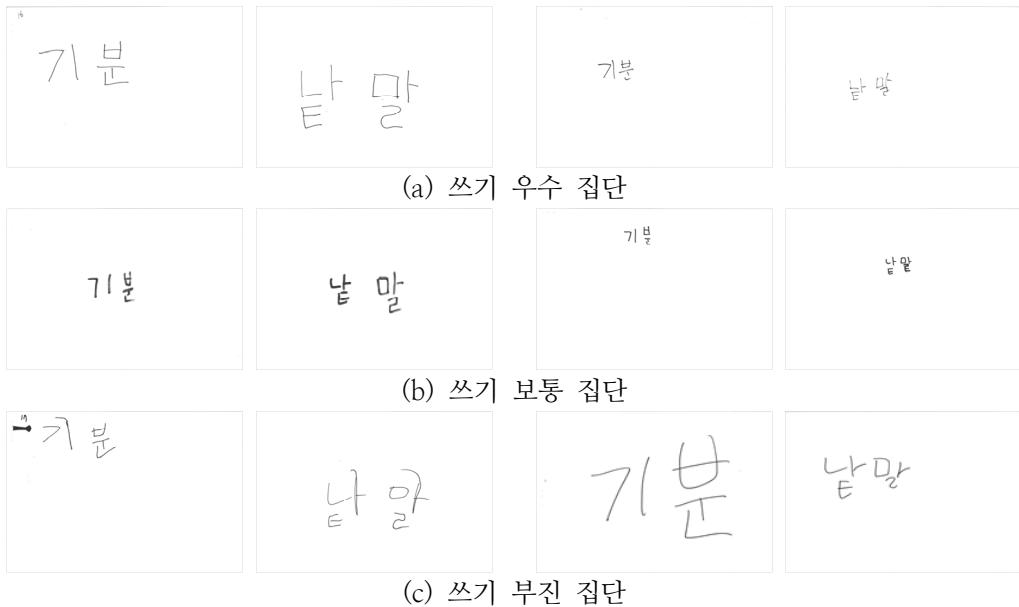 16
기 분 낱 말 기분 낱 말
(a) 쓰기 우수 집단
기 분 낱 말 기 분 낱말
(b) 쓰기 보통 집단
기 분 낱 말 기분 낱말
(c) 쓰기 부진 집단